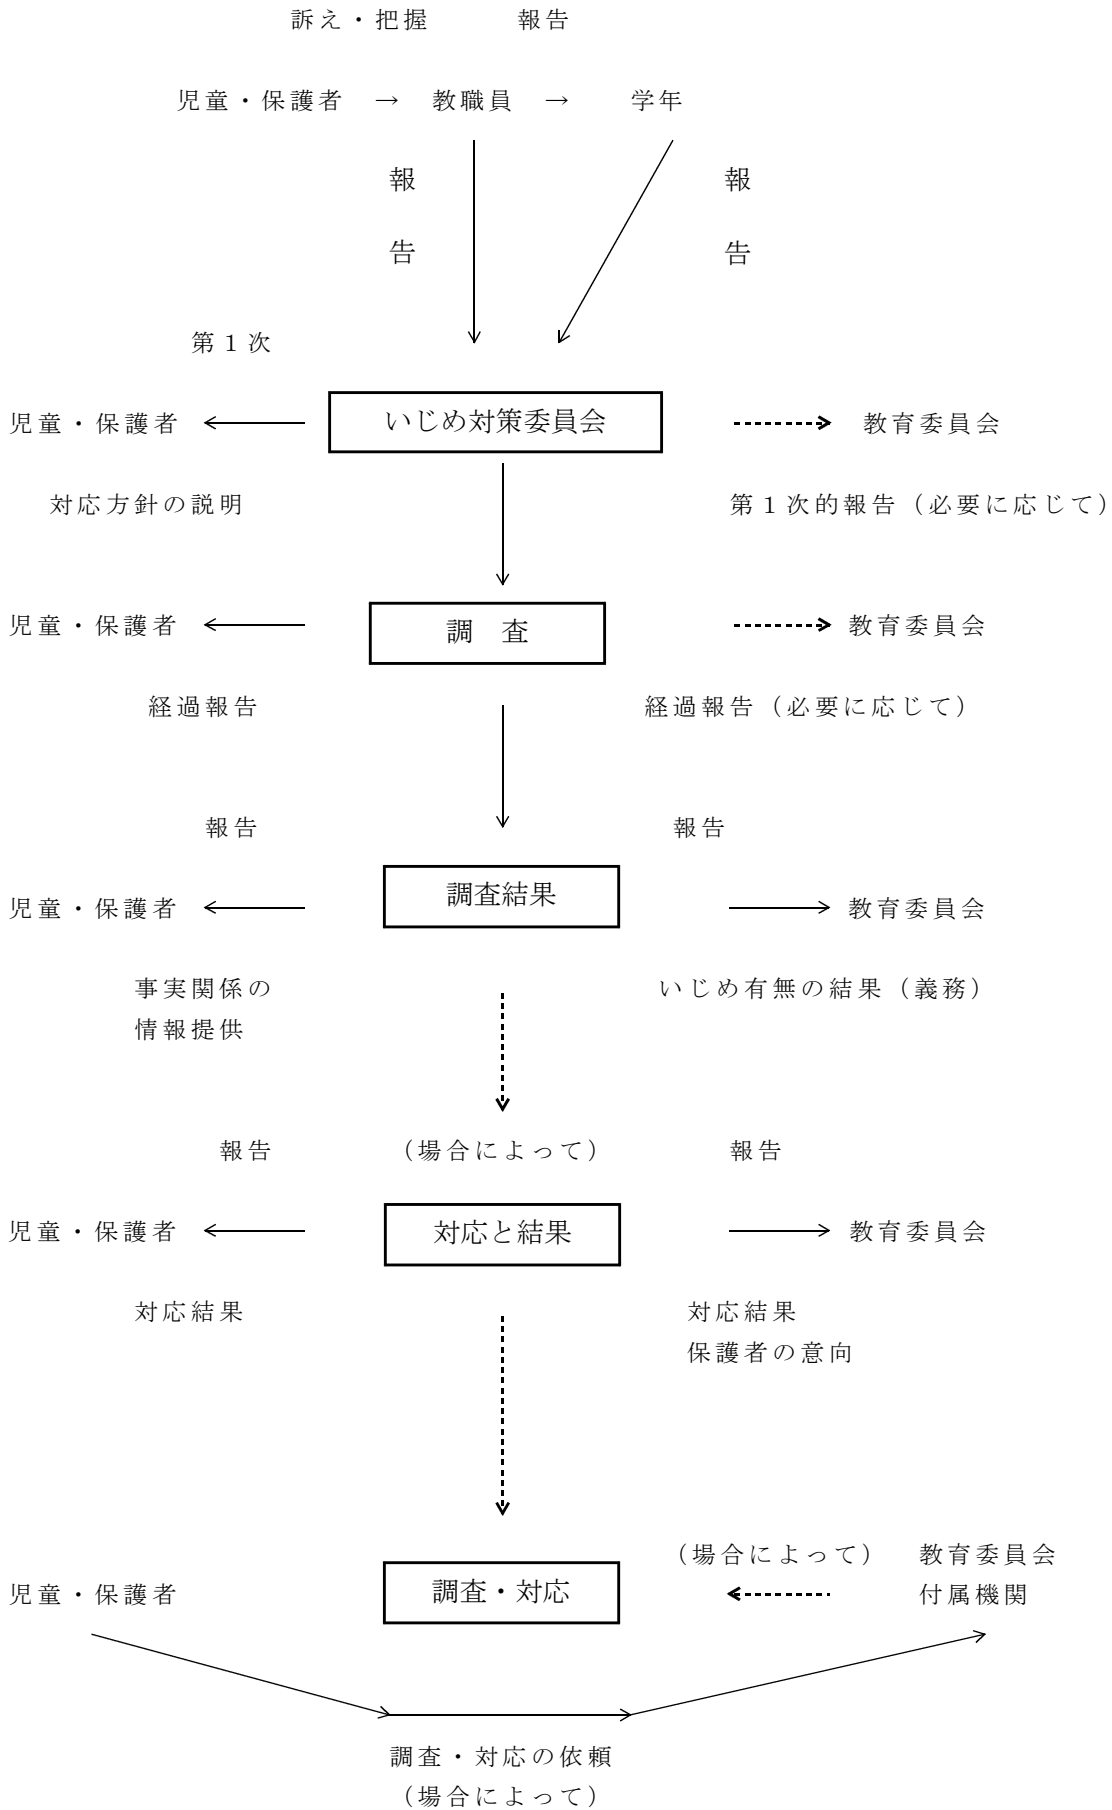 訴え・把握 報告
児童・保護者 → 教職員 → 学年
報告 報告
第１次
児童・保護者 いじめ対策委員会 教育委員会
対応方針の説明 第１次的報告（必要に応じて）
児童・保護者 調　査 教育委員会
経過報告 経過報告（必要に応じて）
報告 報告
児童・保護者 調査結果 教育委員会
事実関係の いじめ有無の結果（義務）
情報提供
報告 （場合によって） 報告
児童・保護者 対応と結果 教育委員会
対応結果 対応結果
保護者の意向
（場合によって） 教育委員会
児童・保護者 調査・対応 付属機関
調査・対応の依頼
（場合によって）